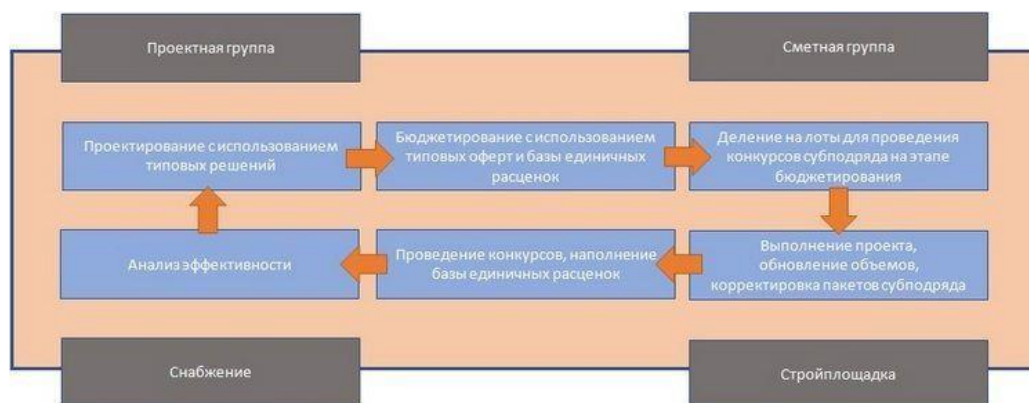 Проектная группа
Сметная группа
Проектирование с использованием
типовых решений
Бюджетирование с использованием
типовых оферт и базы единичных
расценок
Деление на лоты для проведения
конкурсов субподряда на этапе
бюджетирования
Анализ эффективности
Проведение конкурсов, наполнение
базы единичных расценок
Выполнение проекта,
обновление объемов,
корректировка пакетов субподряда
Снабжение
Стройплощадка